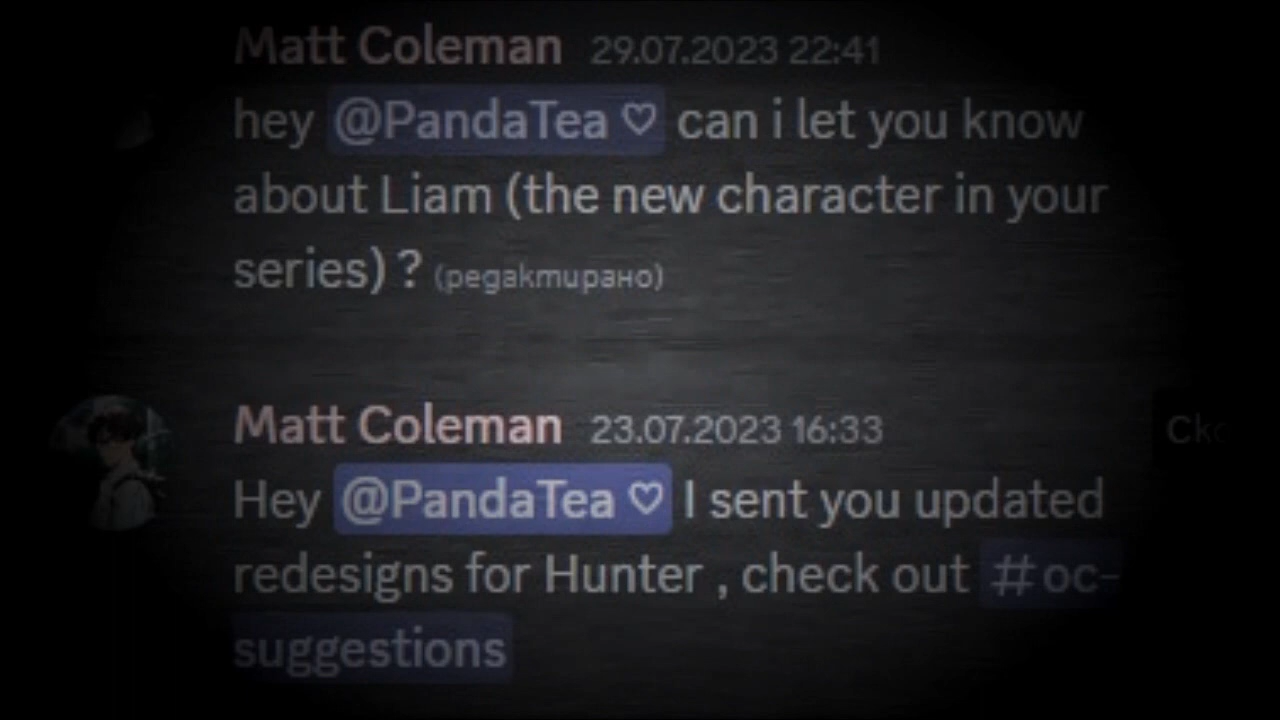 Matt Coleman 29.07.2023 22:41
hey @PandaTea ♡ can i let you know
about Liam (the new character in your
series) ? (редактирано)
Matt Coleman 23.07.2023 16:33
Hey @PandaTea ♡ I sent you updated
redesigns for Hunter , check out #oc-
suggestions